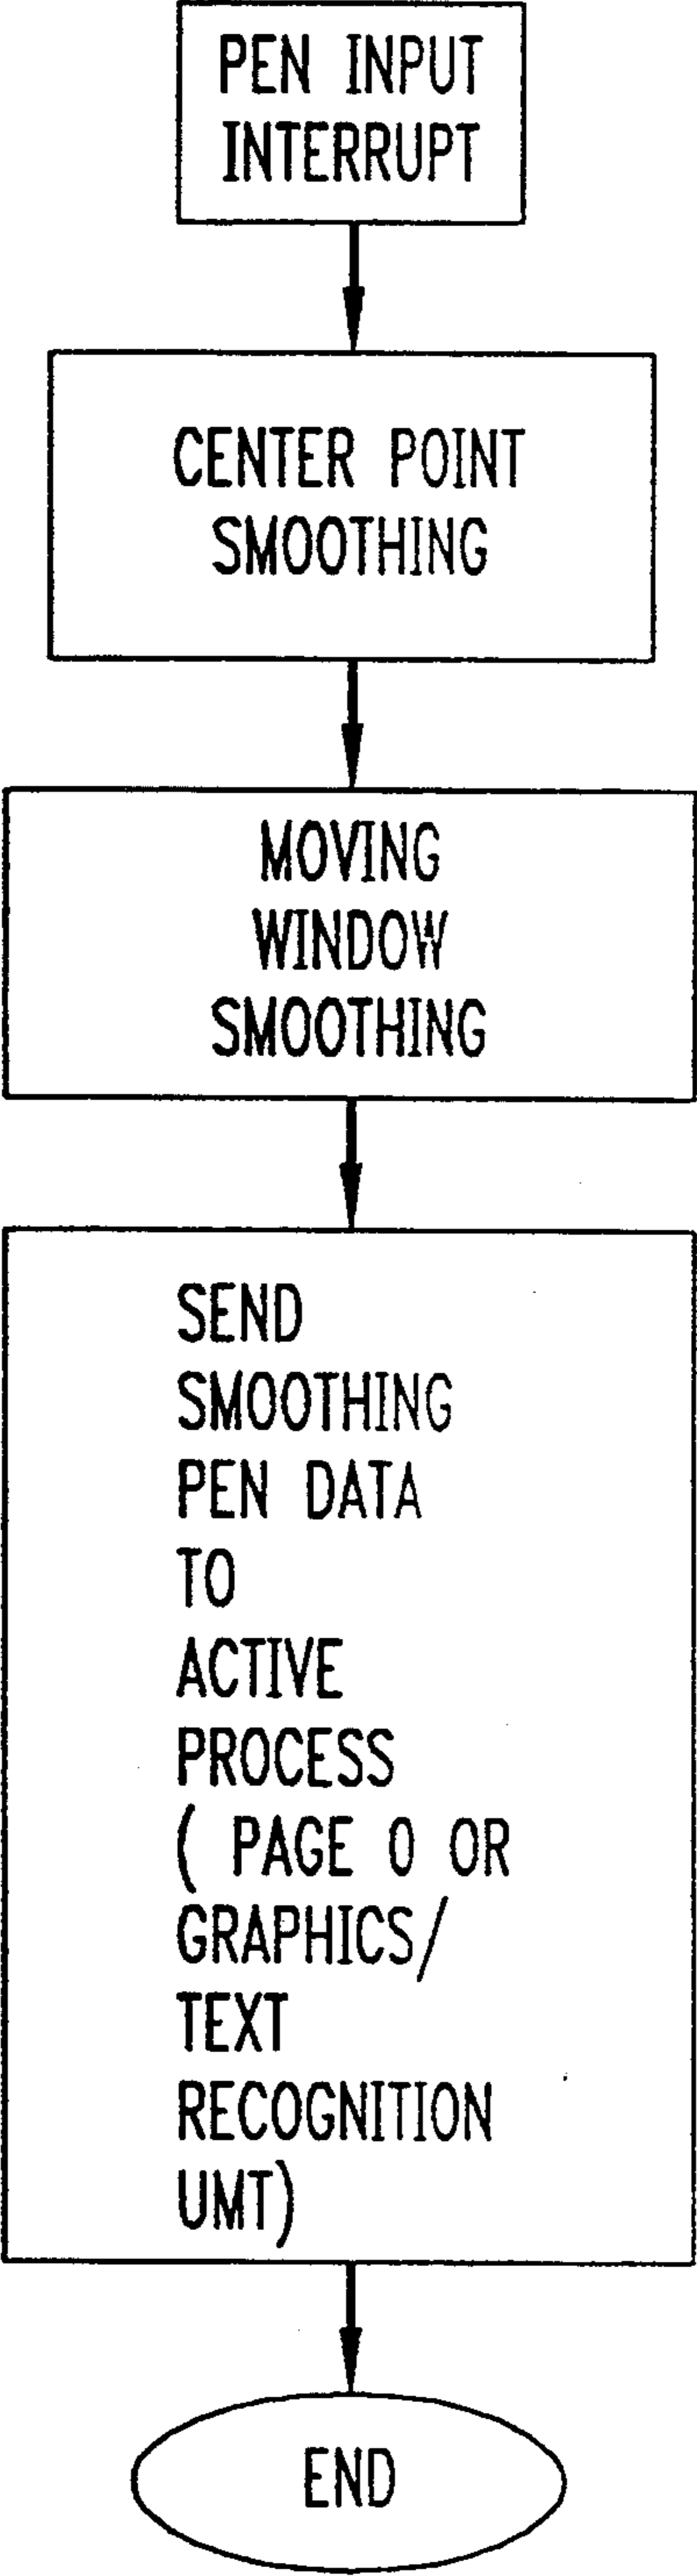 PEN INPUT
INTERRUPT
CENTER POINT
SMOOTHING
MOVING
WINDOW
SMOOTHING
SEND
SMOOTHING
PEN DATA
TO
ACTIVE
PROCESS
( PAGE 0 OR
GRAPHICS/
TEXT
RECOGNITION
UMT)
END